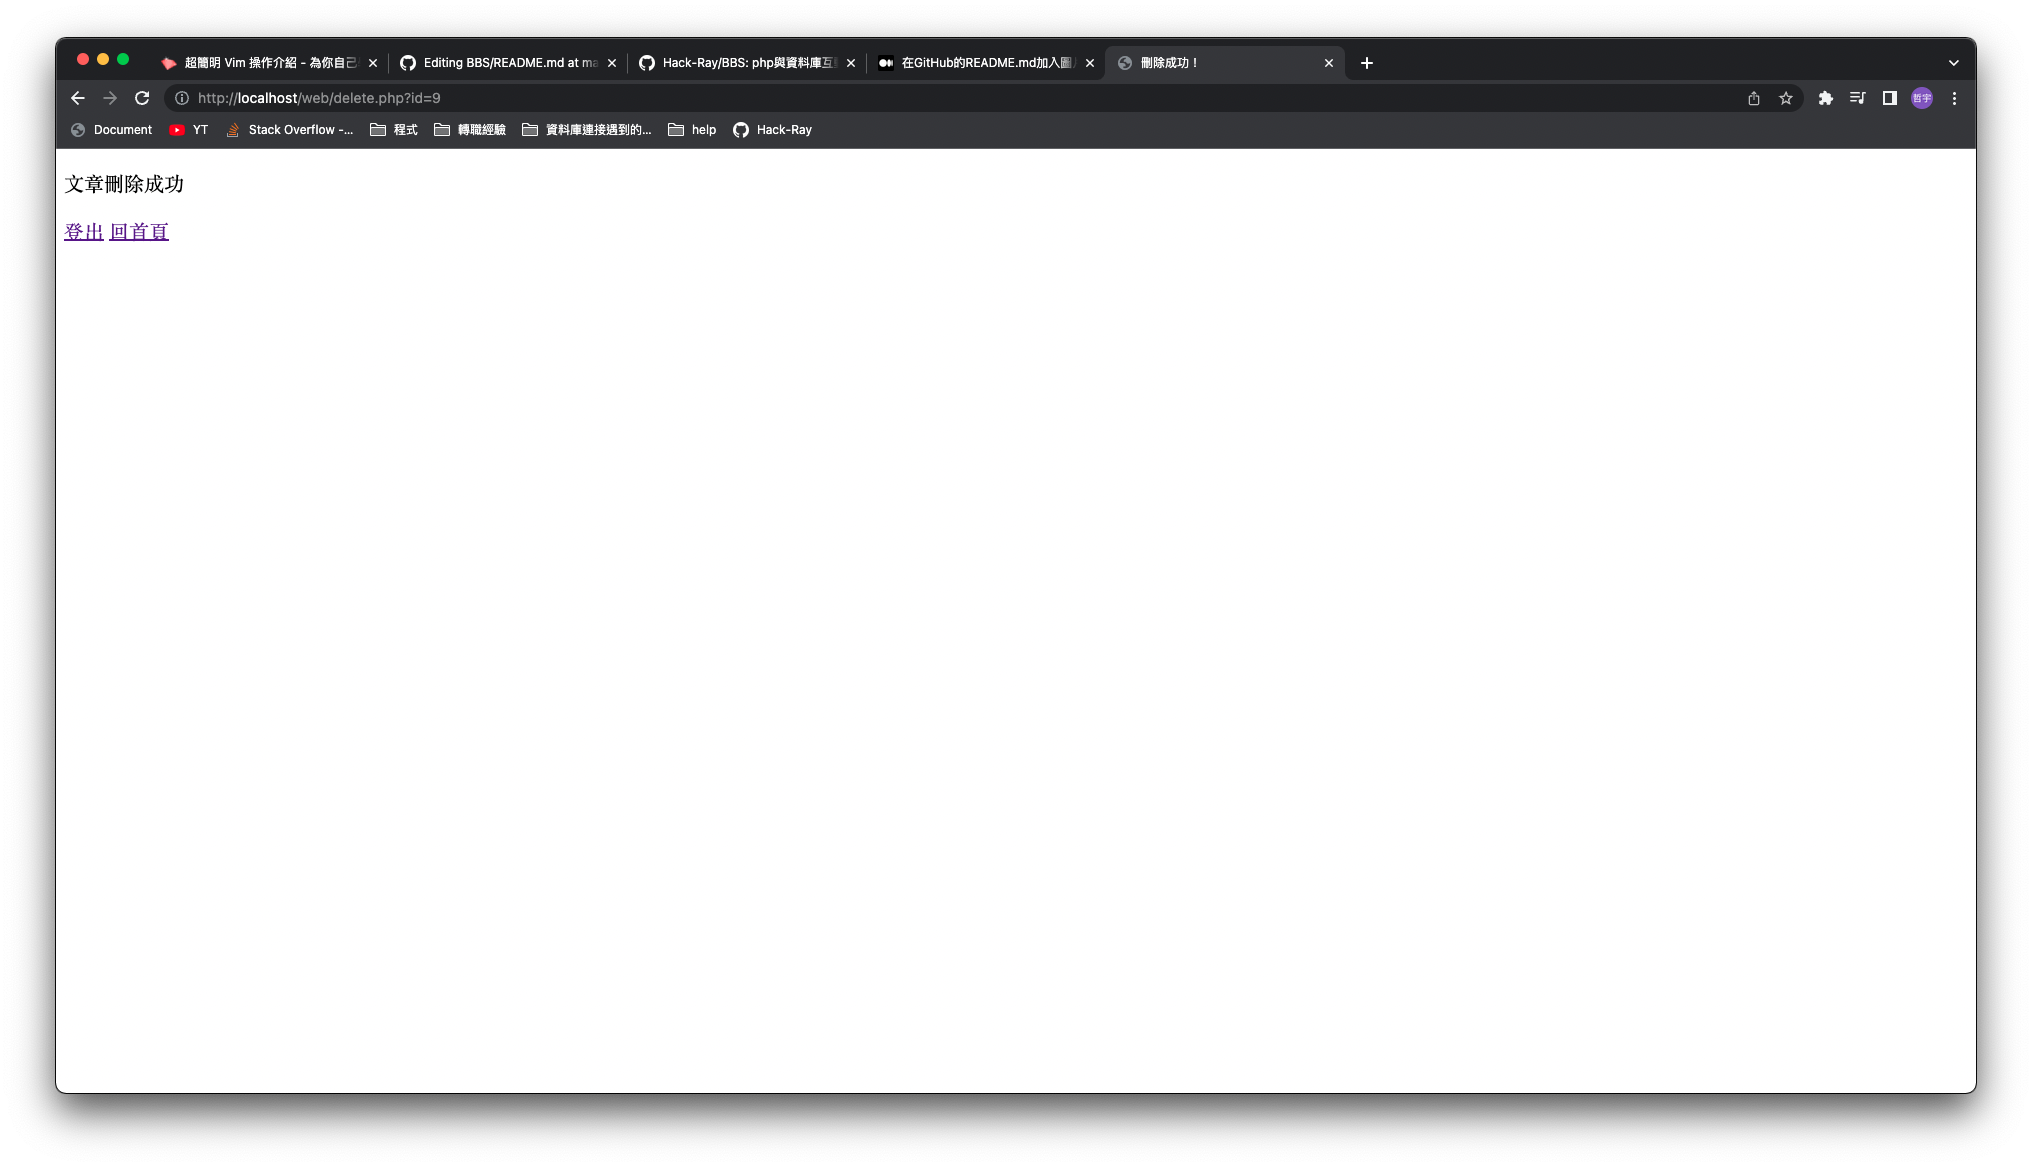 超簡明 Vim 操作介紹 - 為你自己
Editing BBS/README.md at ma
Hack-Ray/BBS: php與資料庫互
在GitHub的README.md加入圖
刪除成功！
http://localhost/web/delete.php?id=9
哲宇
Document
YT
Stack Overflow -...
程式
轉職經驗
資料庫連接遇到的...
help
Hack-Ray
文章刪除成功
登出 回首頁